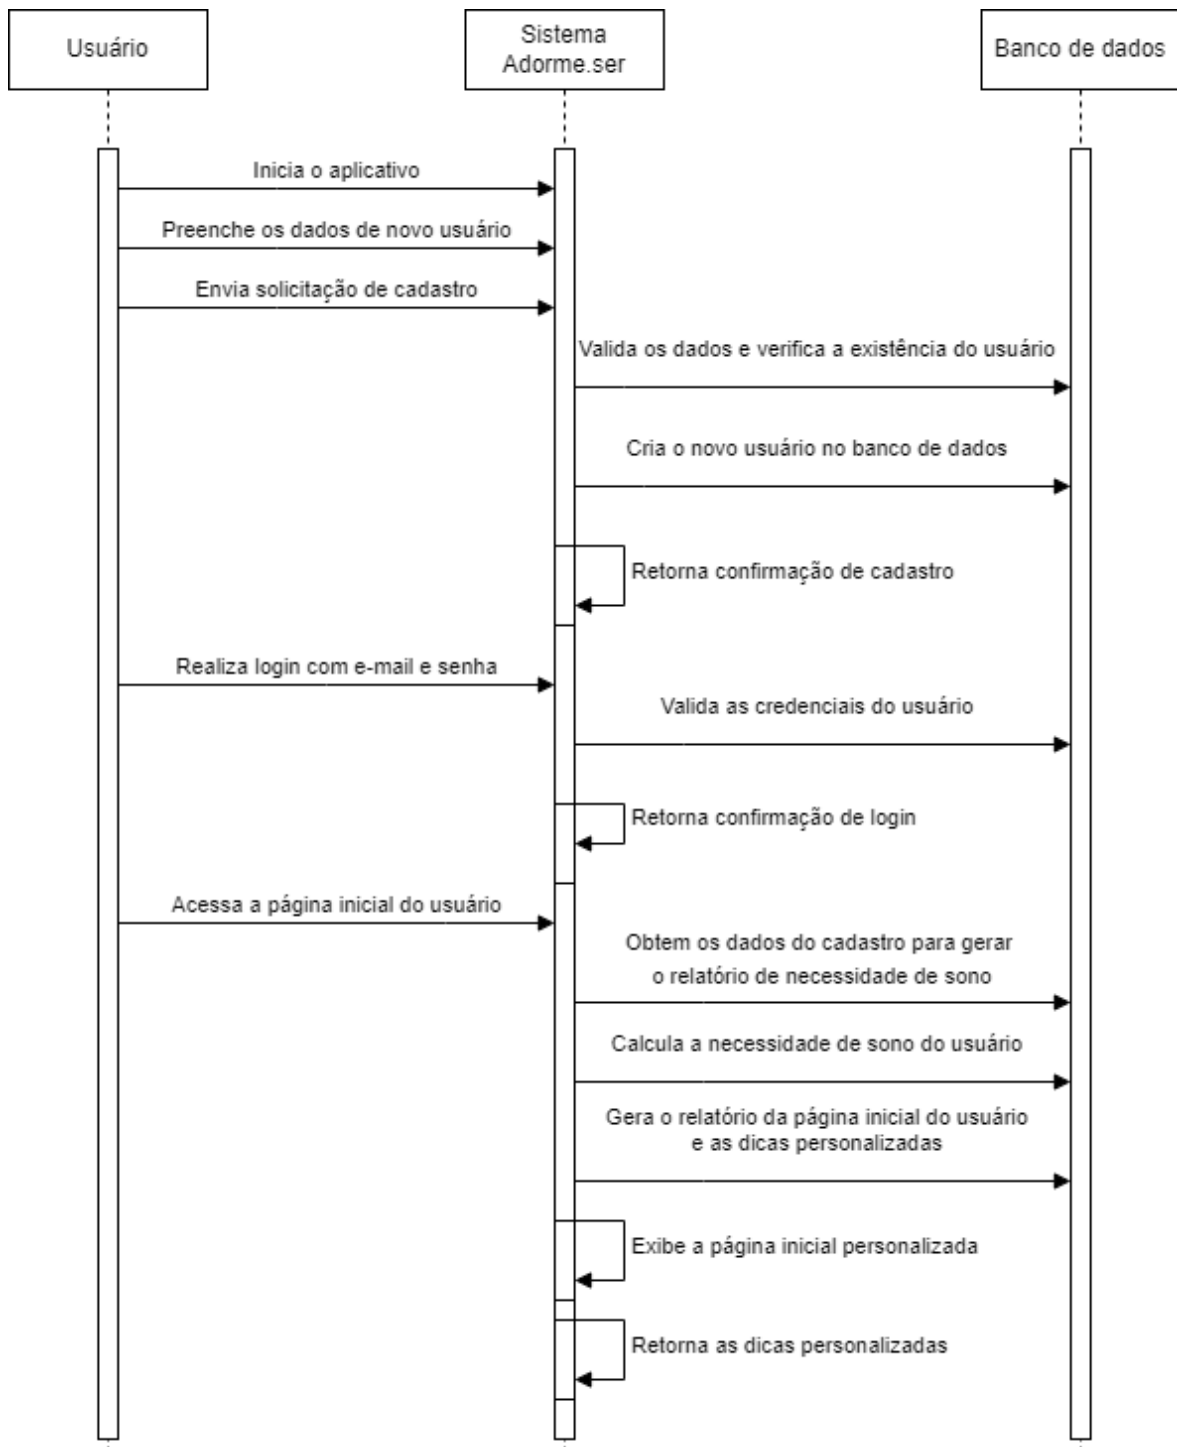 Usuário
Sistema
Adorme.ser
Banco de dados
Inicia o aplicativo
Preenche os dados de novo usuário
Envia solicitação de cadastro
Valida os dados e verifica a existência do usuário
Cria o novo usuário no banco de dados
Retorna confirmação de cadastro
Realiza login com e-mail e senha
Valida as credenciais do usuário
Retorna confirmação de login
Acessa a página inicial do usuário
Obtem os dados do cadastro para gerar
o relatório de necessidade de sono
Calcula a necessidade de sono do usuário
Gera o relatório da página inicial do usuário
e as dicas personalizadas
Exibe a página inicial personalizada
Retorna as dicas personalizadas